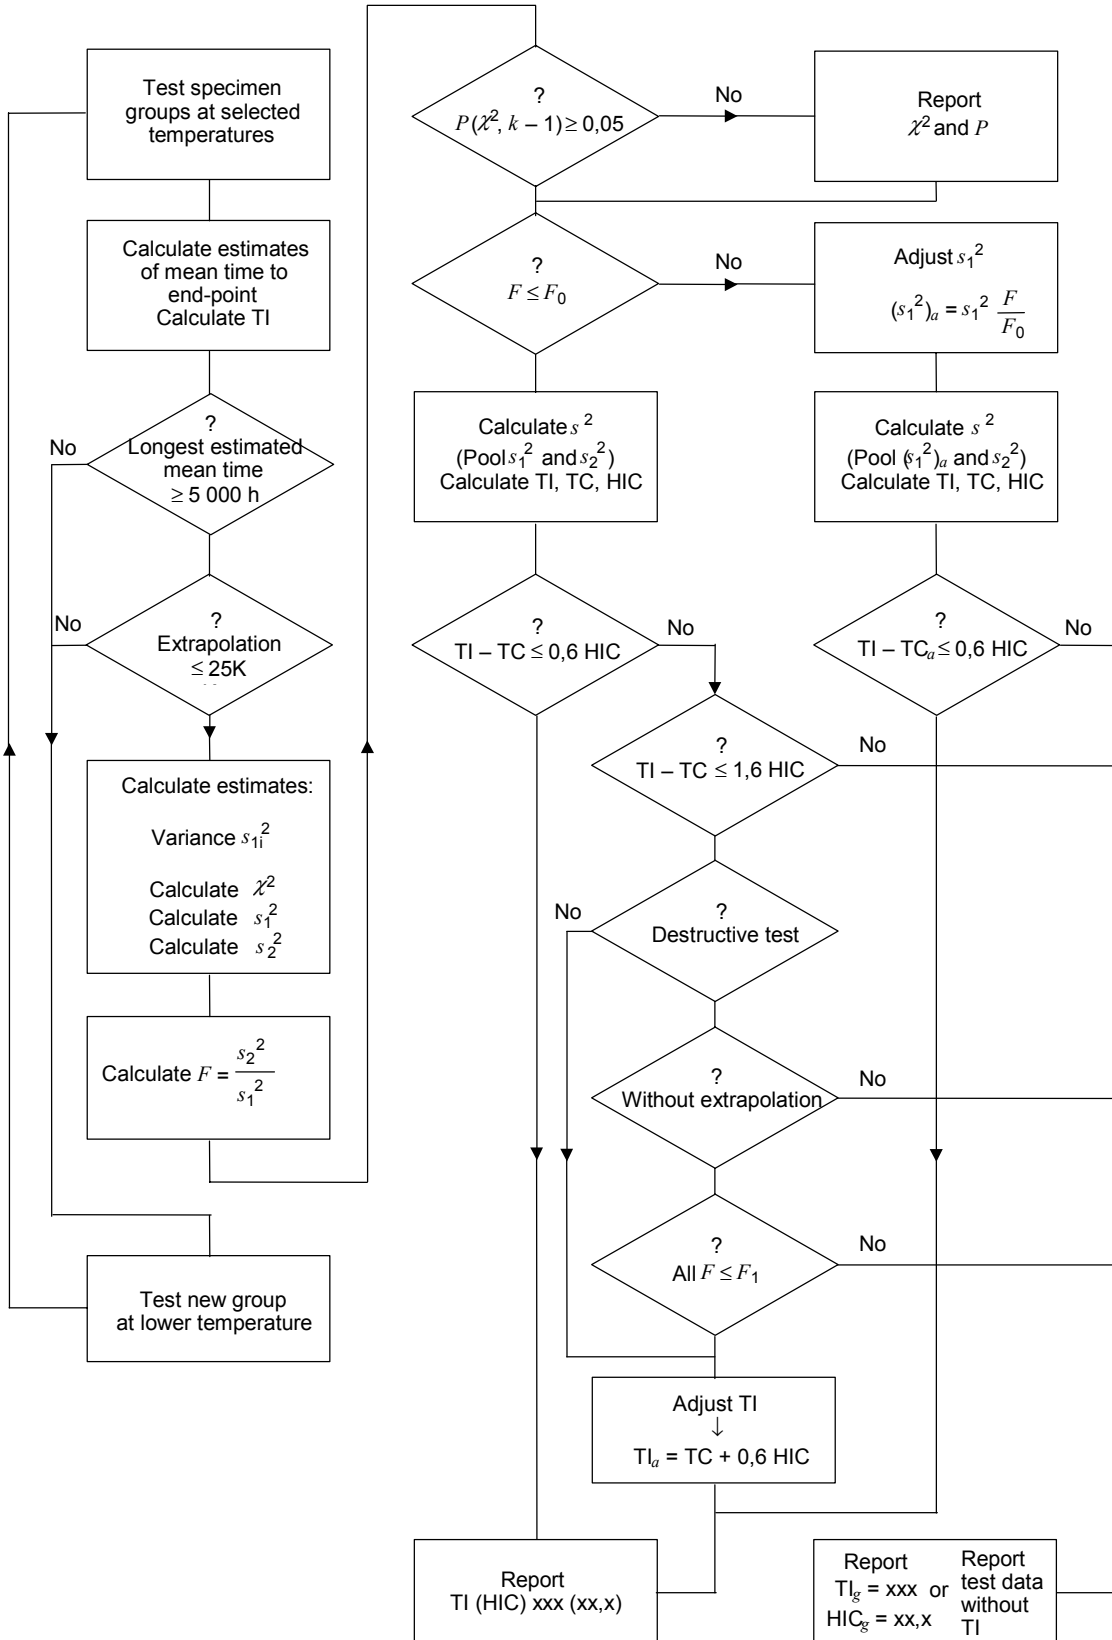 Test specimen
groups at selected
temperatures
Calculate estimates
of mean time to
end-point
Calculate TI
?
Longest estimated
mean time
≥ 5 000 h
No
?
Extrapolation
≤ 25K
No
Calculate estimates:
Variance s₁ᵢ²
Calculate χ²
Calculate s₁²
Calculate s₂²
Calculate F = s₂² / s₁²
Test new group
at lower temperature
?
P(χ², k – 1) ≥ 0,05
No
Report
χ² and P
?
F ≤ F₀
No
Adjust s₁²
(s₁²)ₐ = s₁² F / F₀
Calculate s²
(Pool s₁² and s₂²)
Calculate TI, TC, HIC
Calculate s²
(Pool (s₁²)ₐ and s₂²)
Calculate TI, TC, HIC
?
TI – TC ≤ 0,6 HIC
No
?
TI – TCₐ ≤ 0,6 HIC
No
?
TI – TC ≤ 1,6 HIC
No
?
Destructive test
No
?
Without extrapolation
No
?
All F ≤ F₁
No
Adjust TI
↓
TIₐ = TC + 0,6 HIC
Report
TI (HIC) xxx (xx,x)
Report
TI_g = xxx or
HIC_g = xx,x
Report
test data
without
TI